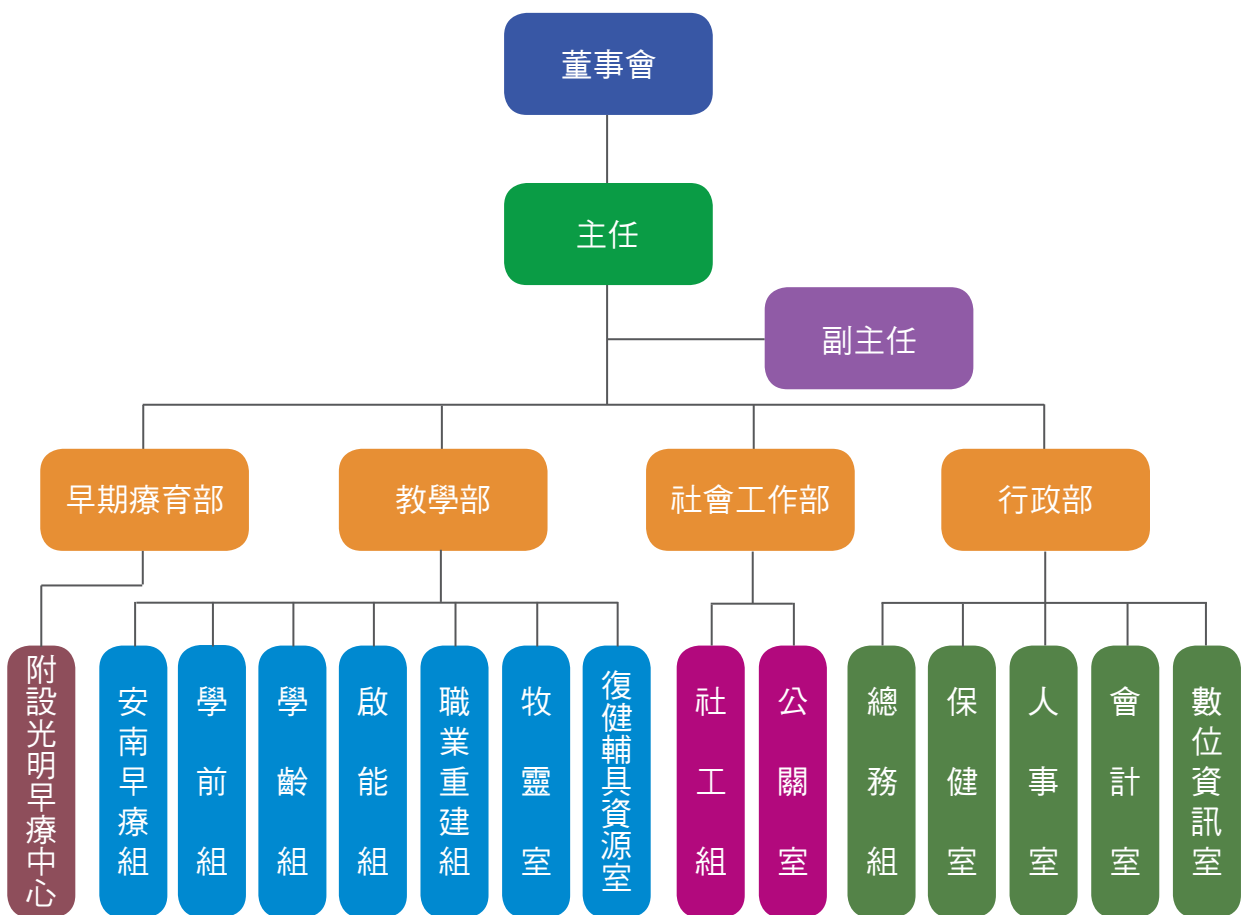 董事會
主任
副主任
早期療育部
教學部
社會工作部
行政部
附設光明早療中心
安南早療組
學前組
學齡組
啟能組
職業重建組
牧靈室
復健輔具資源室
社工組
公關室
總務組
保健室
人事室
會計室
數位資訊室